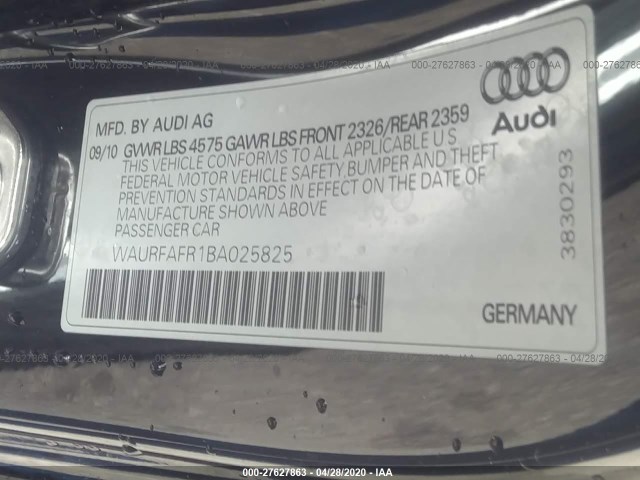 MFD. BY AUDI AG
09/10 GVWR LBS 4575 GAWR LBS FRONT 2326/REAR 2359
THIS VEHICLE CONFORMS TO ALL APPLICABLE U S
FEDERAL MOTOR VEHICLE SAFETY, BUMPER AND THEFT
PREVENTION STANDARDS IN EFFECT ON THE DATE OF
MANUFACTURE SHOWN ABOVE
PASSENGER CAR
WAURFAFR1BA025825
Audi
3830293
GERMANY
000-27627863 - 04/28/2020 - IAA